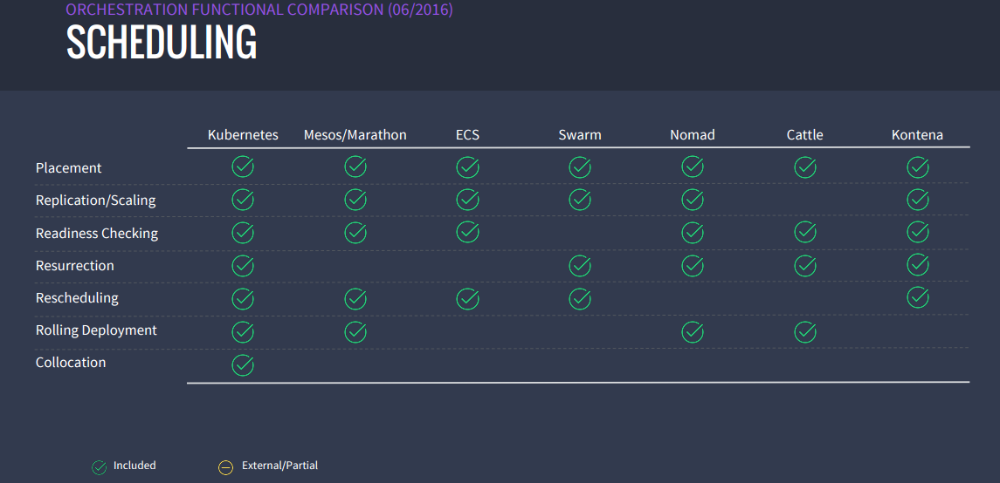 ORCHESTRATION FUNCTIONAL COMPARISON (06/2016)
SCHEDULING
Kubernetes Mesos/Marathon ECS Swarm Nomad Cattle Kontena
Placement
Replication/Scaling
Readiness Checking
Resurrection
Rescheduling
Rolling Deployment
Collocation
Included External/Partial